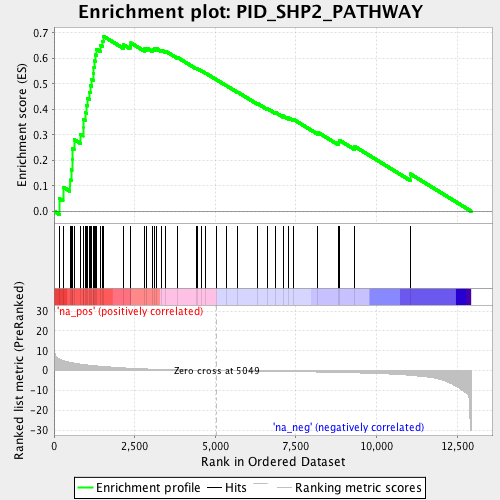 Enrichment plot: PID_SHP2_PATHWAY
Enrichment score (ES)
0.7
0.6
0.5
0.4
0.3
0.2
0.1
0.0
Ranked list metric (PreRanked)
'na_pos' (positively correlated)
30
20
10
0
-10
-20
-30
Zero cross at 5049
'na_neg' (negatively correlated)
0
2,500
5,000
7,500
10,000
12,500
Rank in Ordered Dataset
Enrichment profile
Hits
Ranking metric scores